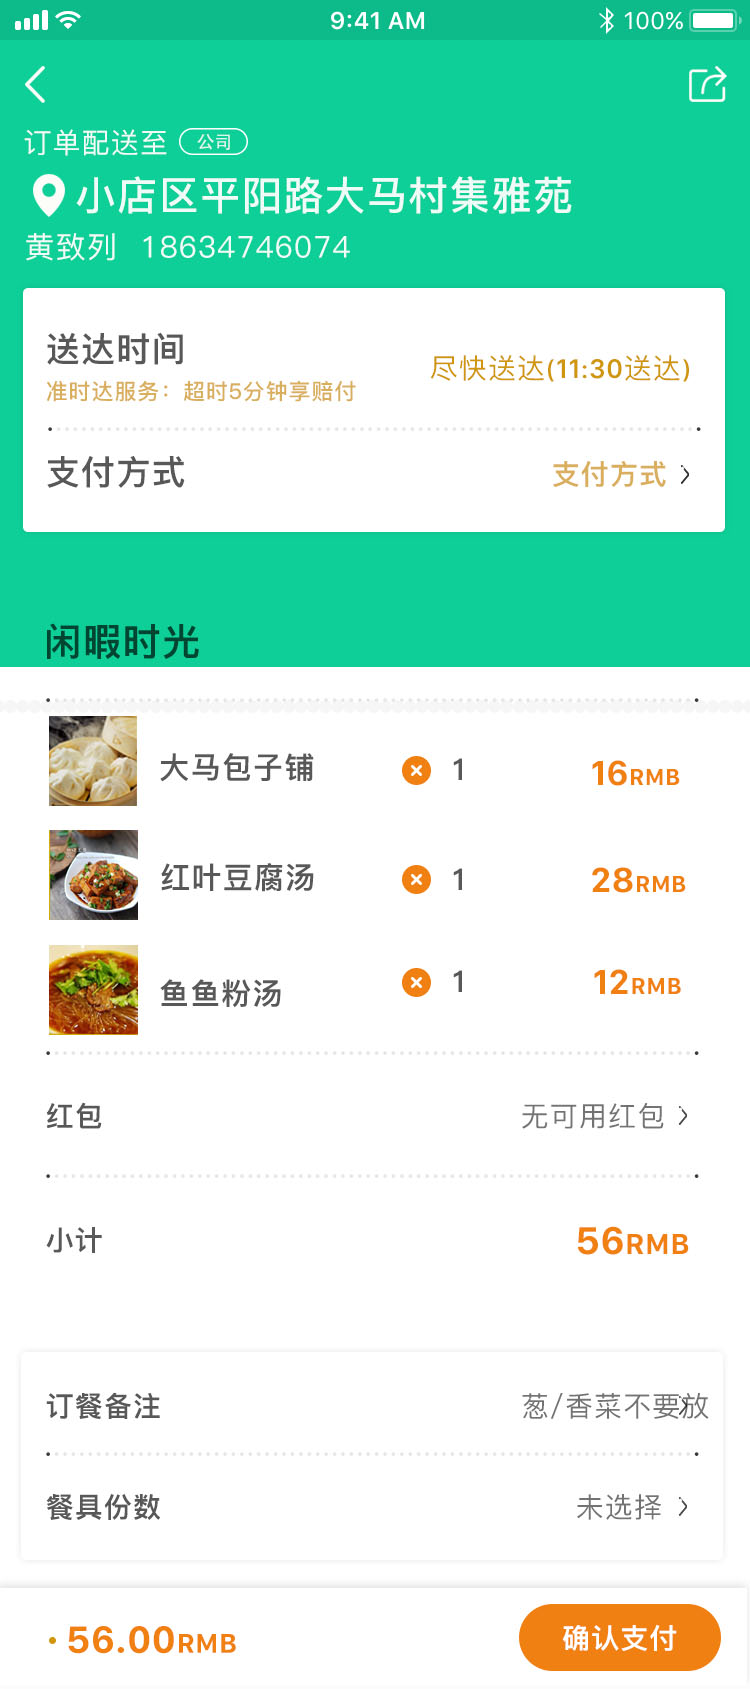 9:41 AM 100%
订单配送至 公司
小店区平阳路大马村集雅苑
黄致列 18634746074
送达时间
尽快送达(11:30送达)
准时达服务：超时5分钟享赔付
支付方式 支付方式
闲暇时光
大马包子铺 1 16RMB
红叶豆腐汤 1 28RMB
鱼鱼粉汤 1 12RMB
红包 无可用红包
小计 56RMB
订餐备注 葱/香菜不要放
餐具份数 未选择
·56.00RMB 确认支付